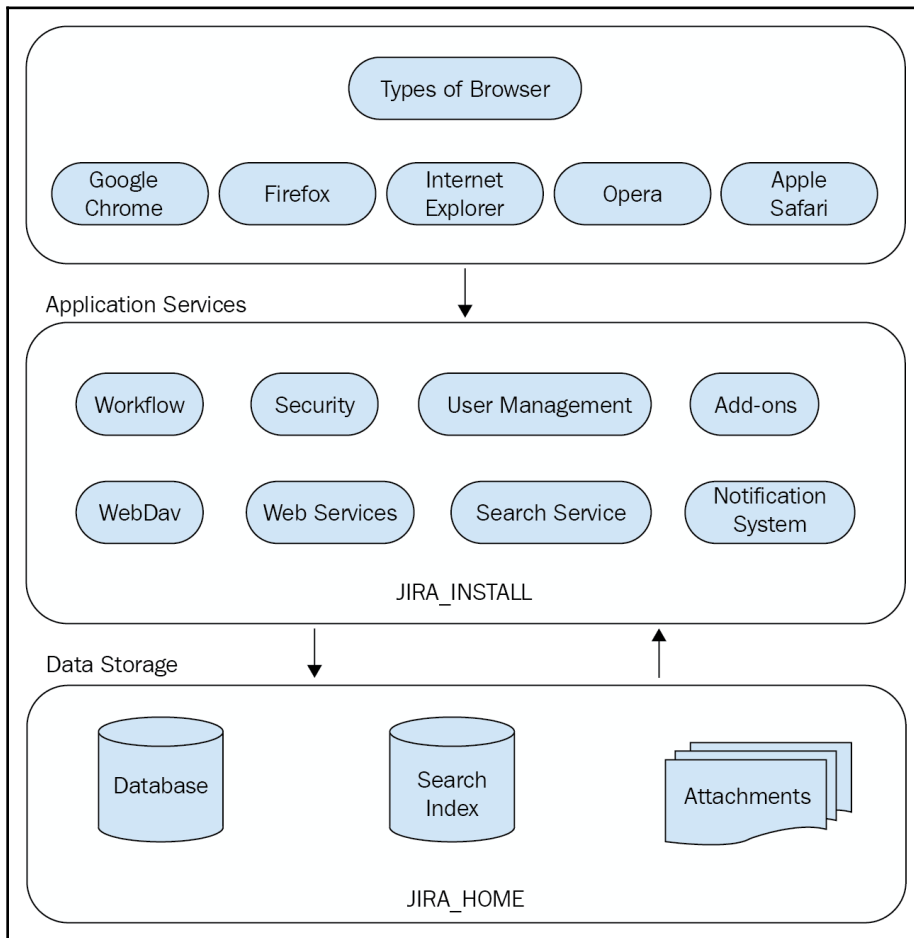 Types of Browser
Google
Chrome
Firefox
Internet
Explorer
Opera
Apple
Safari
Application Services
Workflow
Security
User Management
Add-ons
WebDav
Web Services
Search Service
Notification
System
JIRA_INSTALL
Data Storage
Database
Search
Index
Attachments
JIRA_HOME